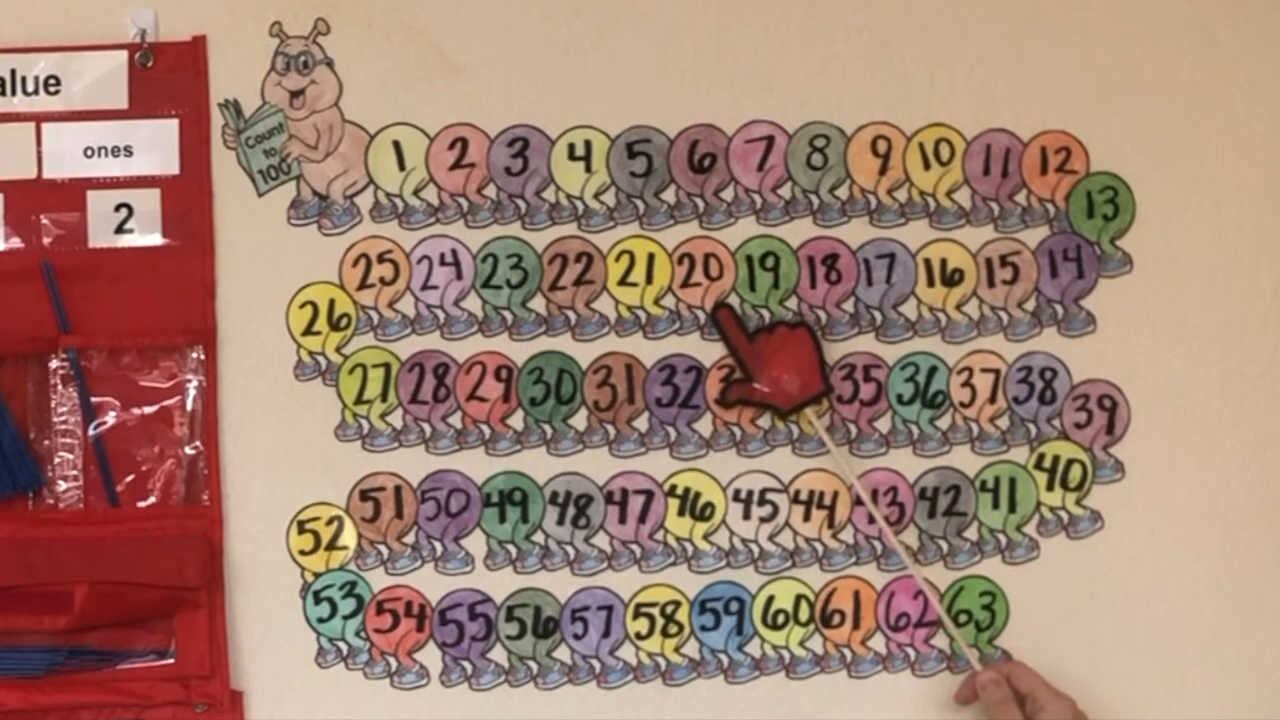 alue
ones
2
Count
to
100
1 2 3 4 5 6 7 8 9 10 11 12
13
25 24 23 22 21 20 19 18 17 16 15 14
26
27 28 29 30 31 32 35 36 37 38
39
51 50 49 48 47 46 45 44 43 42 41 40
52
53 54 55 56 57 58 59 60 61 62 63